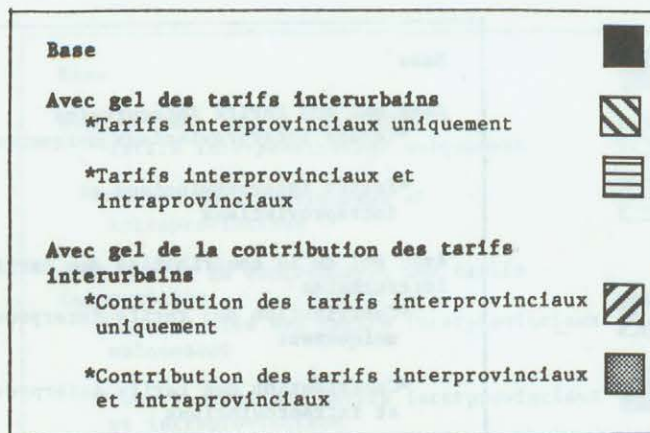 Base
Avec gel des tarifs interurbains
*Tarifs interprovinciaux uniquement
*Tarifs interprovinciaux et
intraprovinciaux
Avec gel de la contribution des tarifs
interurbains
*Contribution des tarifs interprovinciaux
uniquement
*Contribution des tarifs interprovinciaux
et intraprovinciaux